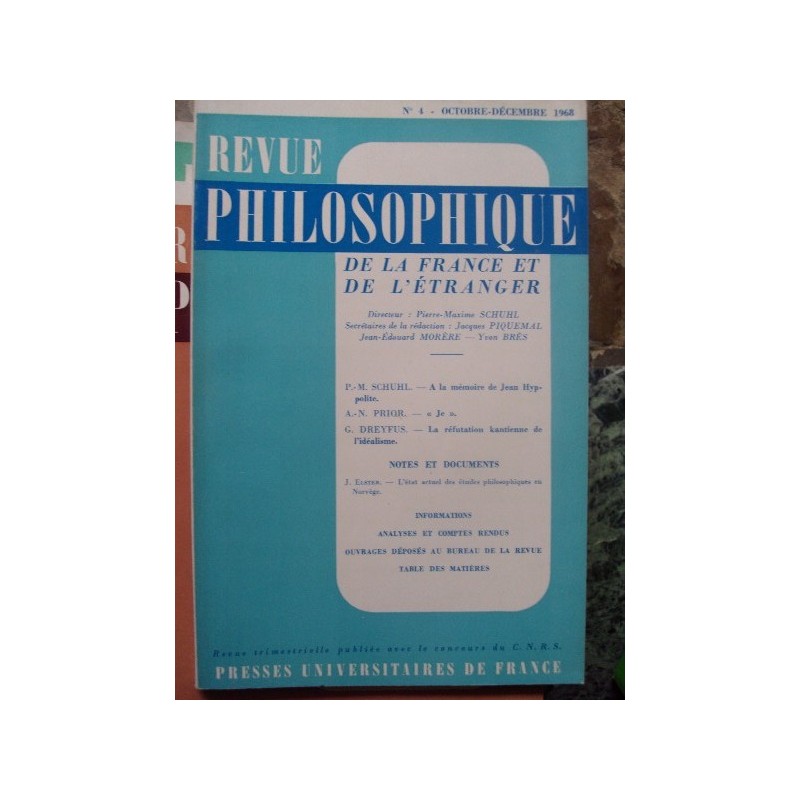 N° 4 - OCTOBRE-DÉCEMBRE 1968
REVUE
PHILOSOPHIQUE
DE LA FRANCE ET
DE L'ÉTRANGER
Directeur : Pierre-Maxime SCHUHL
Secrétaires de la rédaction : Jacques PIQUEMAL
Jean-Édouard MORÈRE — Yvon BRÈS
P.-M. SCHUHL. — A la mémoire de Jean Hyp-
polite.
A.-N. PRIOR. — « Je ».
G. DREYFUS. — La réfutation kantienne de
l'idéalisme.
NOTES ET DOCUMENTS
J. ELSTER. — L'état actuel des études philosophiques en
Norvège.
INFORMATIONS
ANALYSES ET COMPTES RENDUS
OUVRAGES DÉPOSÉS AU BUREAU DE LA REVUE
TABLE DES MATIÈRES
Revue trimestrielle publiée avec le concours du C.N.R.S.
PRESSES UNIVERSITAIRES DE FRANCE